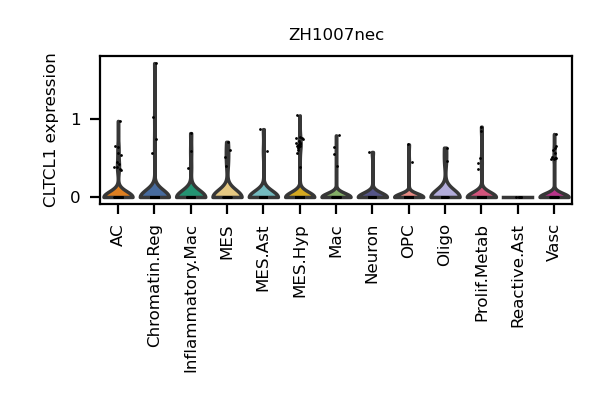 ZH1007nec
CLTCL1 expression
1
0
AC
Chromatin.Reg
Inflammatory.Mac
MES
MES.Ast
MES.Hyp
Mac
Neuron
OPC
Oligo
Prolif.Metab
Reactive.Ast
Vasc